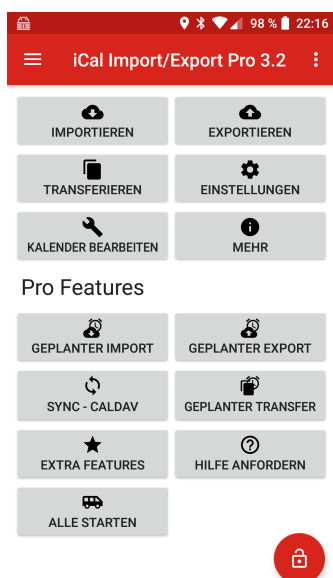 98 % 22:16
iCal Import/Export Pro 3.2
IMPORTIEREN
EXPORTIEREN
TRANSFERIEREN
EINSTELLUNGEN
KALENDER BEARBEITEN
MEHR
Pro Features
GEPLANTER IMPORT
GEPLANTER EXPORT
SYNC - CALDAV
GEPLANTER TRANSFER
EXTRA FEATURES
HILFE ANFORDERN
ALLE STARTEN